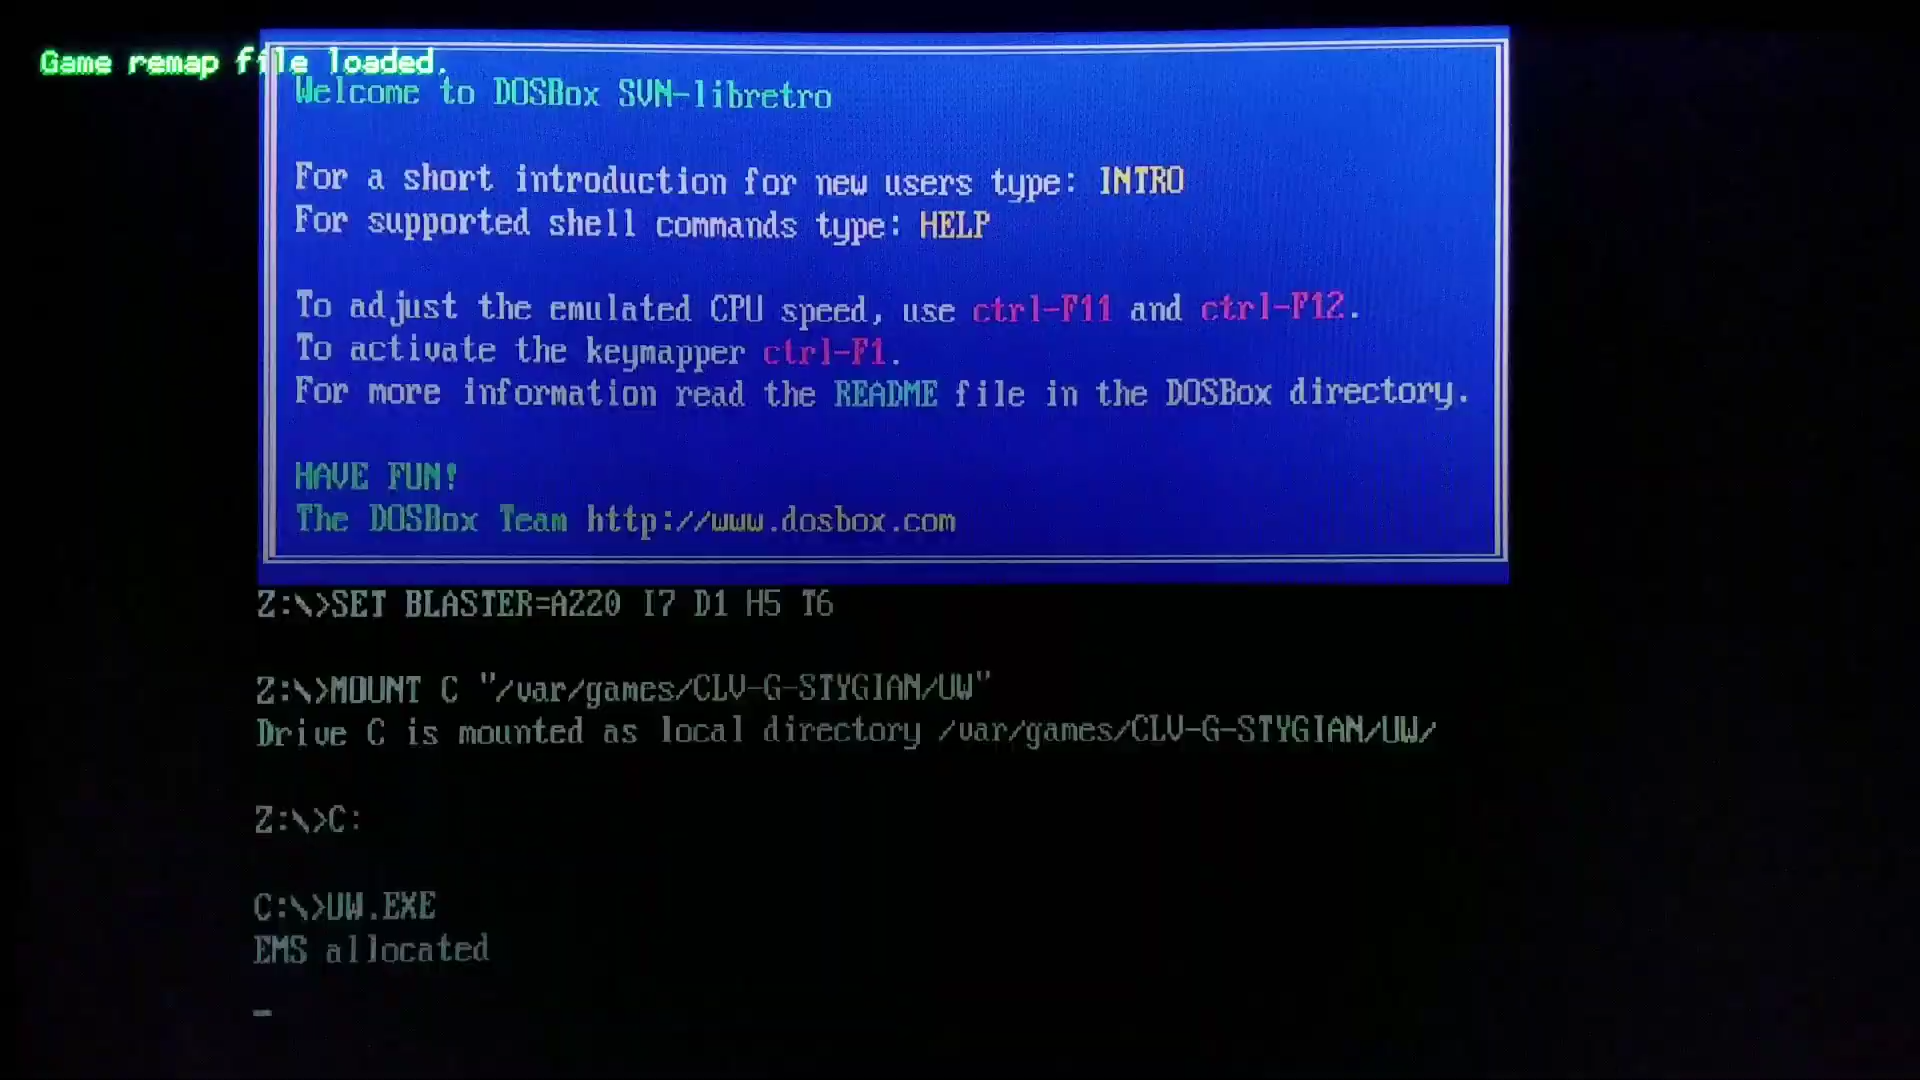 Game remap file loaded.
Welcome to DOSBox SVN-libretro
For a short introduction for new users type: INTRO
For supported shell commands type: HELP
To adjust the emulated CPU speed, use ctrl-F11 and ctrl-F12.
To activate the keymapper ctrl-F1.
For more information read the README file in the DOSBox directory.
HAVE FUN!
The DOSBox Team http://www.dosbox.com
Z:\>SET BLASTER=A220 I7 D1 H5 T6
Z:\>MOUNT C "/var/games/CLV-G-STYGIAN/UW"
Drive C is mounted as local directory /var/games/CLV-G-STYGIAN/UW/
Z:\>C:
C:\>UW.EXE
EMS allocated
_